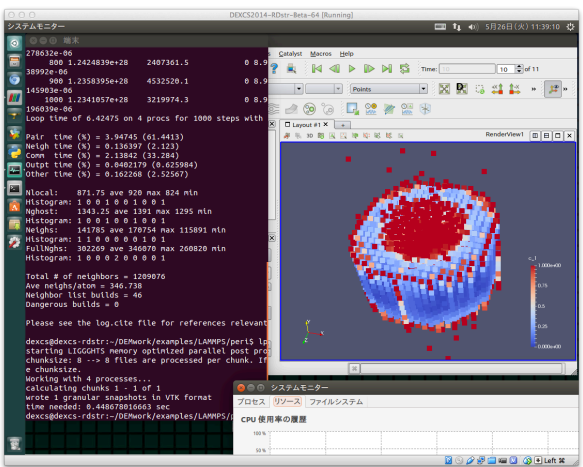 DEXCS2014-RDstr-Beta-64 [Running]
システムモニター
5月26日(火) 11:39:10
端末
278632e-06
800 1.2424839e+28 2407361.5 0 8.9
38992e-06
900 1.2358395e+28 4532520.1 0 8.9
145903e-06
1000 1.2341057e+28 3219974.3 0 8.9
196039e-06
Loop time of 6.42475 on 4 procs for 1000 steps with
Pair time (%) = 3.94745 (61.4413)
Neigh time (%) = 0.136397 (2.123)
Comm time (%) = 2.13842 (33.284)
Outpt time (%) = 0.0402179 (0.625984)
Other time (%) = 0.162268 (2.52567)
Nlocal: 871.75 ave 920 max 824 min
Histogram: 1 0 0 1 0 0 1 0 0 1
Nghost: 1343.25 ave 1391 max 1295 min
Histogram: 1 0 0 1 0 0 1 0 0 1
Neighs: 141785 ave 170754 max 115891 min
Histogram: 1 1 0 0 0 0 0 1 0 1
FullNghs: 302269 ave 346070 max 260820 min
Histogram: 1 0 0 0 2 0 0 0 0 1
Total # of neighbors = 1209076
Ave neighs/atom = 346.738
Neighbor list builds = 46
Dangerous builds = 0
Please see the log.cite file for references relevant
dexcs@dexcs-rdstr:~/DEMwork/examples/LAMMPS/peri$ lp
starting LIGGGHTS memory optimized parallel post pro
chunksize: 8 --> 8 files are processed per chunk. If
e chunksize.
Working with 4 processes...
calculating chunks 1 - 1 of 1
wrote 1 granular snapshots in VTK format
time needed: 0.448678016663 sec
dexcs@dexcs-rdstr:~/DEMwork/examples/LAMMPS/p
Catalyst Macros Help
Time: 10 of 11
Points
Layout #1
3D
RenderView1
c_1
1.000e+00
0.75
0.5
0.25
システムモニター
プロセス リソース ファイルシステム
CPU 使用率の履歴
100 %
50 %
Left ⌘